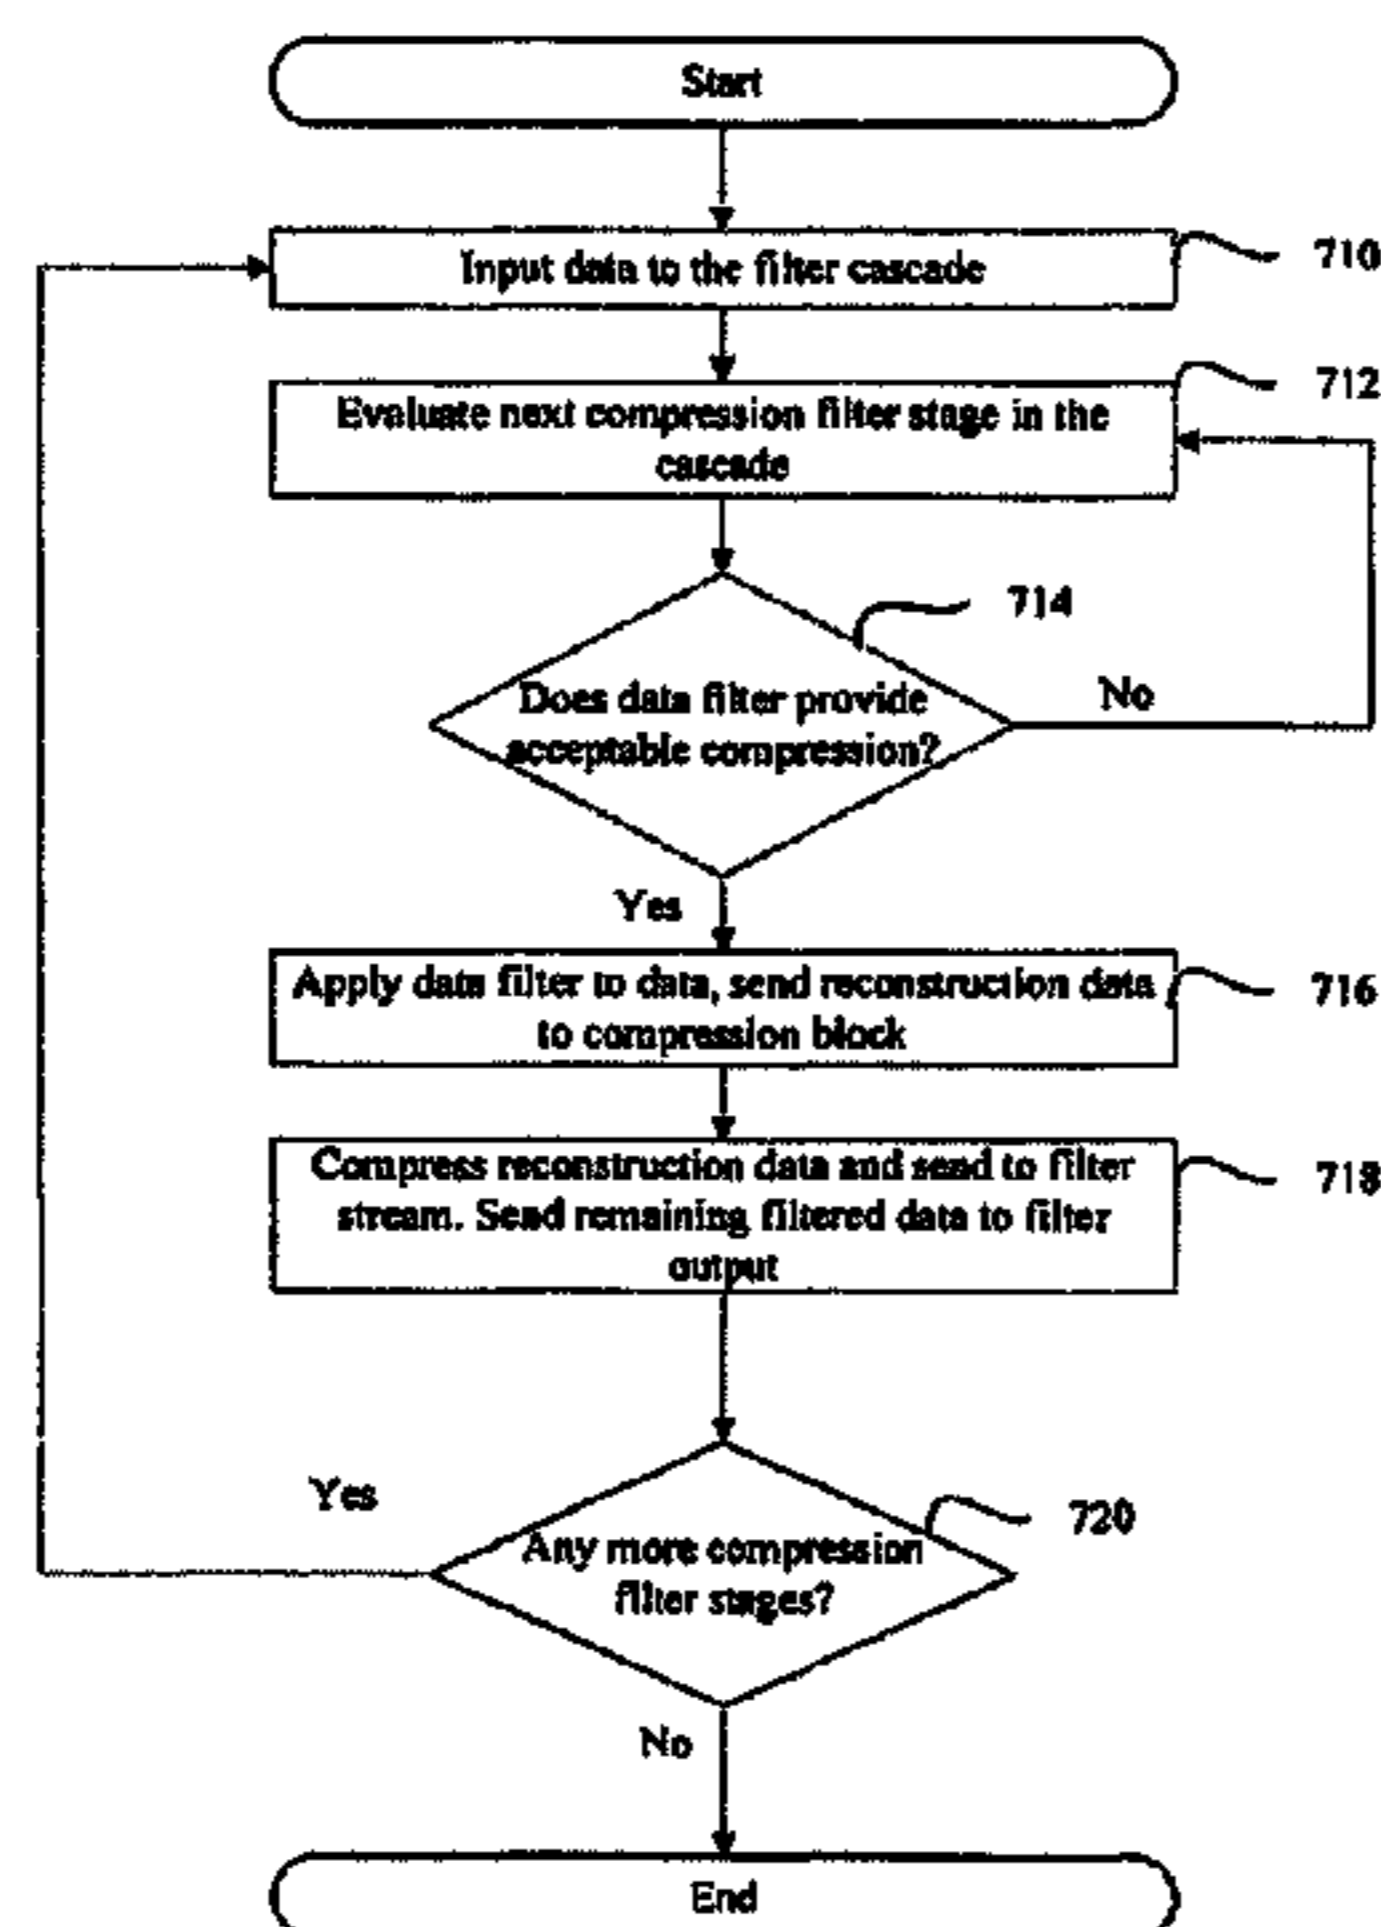 Start
Input data to the filter cascade
710
Evaluate next compression filter stage in the
cascade
712
714
Does data filter provide
acceptable compression?
No
Yes
Apply data filter to data, send reconstruction data
to compression block
716
Compress reconstruction data and send to filter
stream. Send remaining filtered data to filter
output
718
Yes
720
Any more compression
filter stages?
No
End